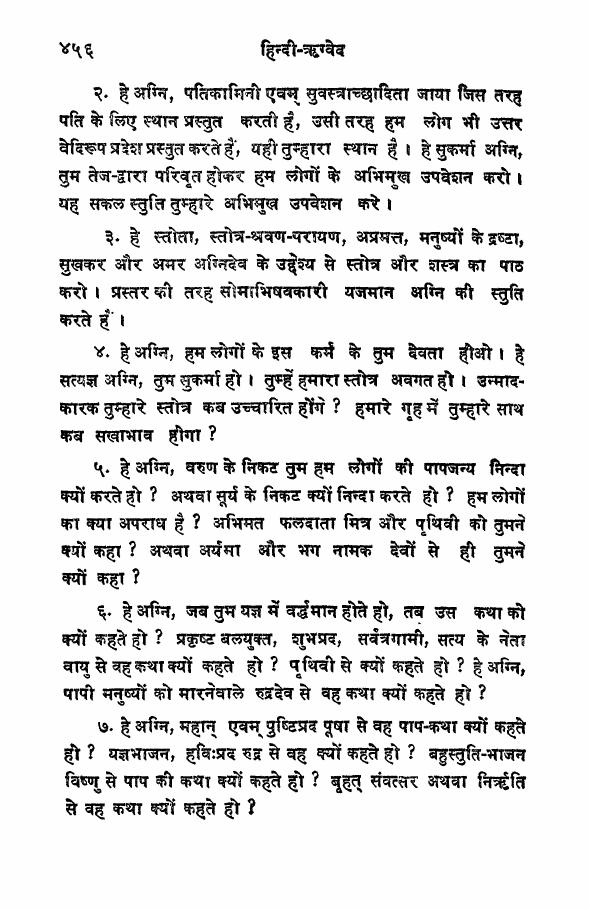 ४५६ हिन्दी-ऋग्वेद
२. हे अग्नि, पतिकामिनी एवम् सुवस्त्राच्छादिता जाया जिस तरह
पति के लिए स्थान प्रस्तुत करती है, उसी तरह हम लोग भी उत्तर
वेदिरूप प्रदेश प्रस्तुत करते हैं, यही तुम्हारा स्थान है। हे सुकर्मा अग्नि,
तुम तेज-द्वारा परिवृत होकर हम लोगों के अभिमुख उपवेशन करो।
यह सकल स्तुति तुम्हारे अभिमुख उपवेशन करे।
३. हे स्तोता, स्तोत्र-श्रवण-परायण, अप्रमत्त, मनुष्यों के द्रष्टा,
सुखकर और अमर अग्निदेव के उद्देश्य से स्तोत्र और शस्त्र का पाठ
करो। प्रस्तर की तरह सोमाभिषवकारी यजमान अग्नि की स्तुति
करते हैं।
४. हे अग्नि, हम लोगों के इस कर्म के तुम देवता होओ। हे
सत्यज्ञ अग्नि, तुम सुकर्मा हो। तुम्हें हमारा स्तोत्र अवगत हो। उन्माद-
कारक तुम्हारे स्तोत्र कब उच्चारित होंगे? हमारे गृह में तुम्हारे साथ
कब सखाभाव होगा?
५. हे अग्नि, वरुण के निकट तुम हम लोगों की पापजन्य निन्दा
क्यों करते हो? अथवा सूर्य के निकट क्यों निन्दा करते हो? हम लोगों
का क्या अपराध है? अभिमत फलदाता मित्र और पृथिवी को तुमने
क्यों कहा? अथवा अर्यमा और भग नामक देवों से ही तुमने
क्यों कहा?
६. हे अग्नि, जब तुम यज्ञ में वर्द्धमान होते हो, तब उस कथा को
क्यों कहते हो? प्रकृष्ट बलयुक्त, शुभप्रद, सर्वत्रगामी, सत्य के नेता
वायु से वह कथा क्यों कहते हो? पृथिवी से क्यों कहते हो? हे अग्नि,
पापी मनुष्यों को मारनेवाले रुद्रदेव से वह कथा क्यों कहते हो?
७. हे अग्नि, महान् एवम् पुष्टिप्रद पूषा से वह पाप-कथा क्यों कहते
हो? यज्ञभाजन, हविःप्रद रुद्र से वह क्यों कहते हो? बहुस्तुति-भाजन
विष्णु से पाप की कथा क्यों कहते हो? बृहत् संवत्सर अथवा निर्ऋति
से वह कथा क्यों कहते हो?